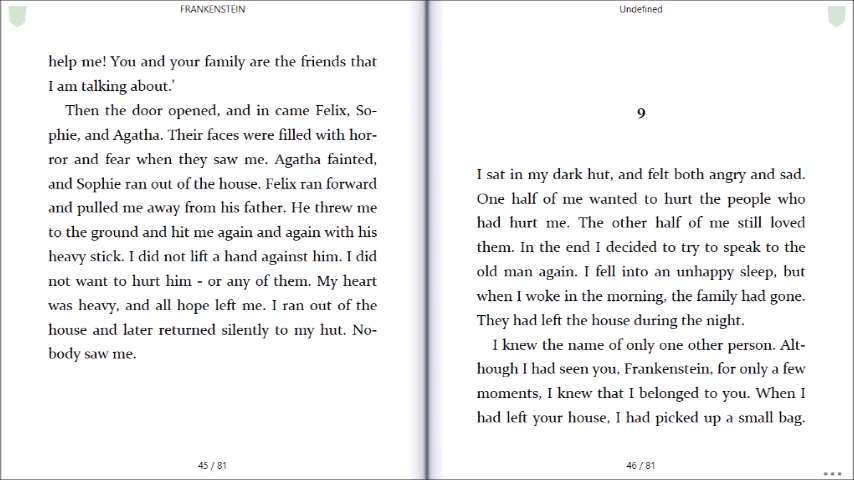 FRANKENSTEIN
help me! You and your family are the friends that
I am talking about.'
Then the door opened, and in came Felix, So-
phie, and Agatha. Their faces were filled with hor-
ror and fear when they saw me. Agatha fainted,
and Sophie ran out of the house. Felix ran forward
and pulled me away from his father. He threw me
to the ground and hit me again and again with his
heavy stick. I did not lift a hand against him. I did
not want to hurt him - or any of them. My heart
was heavy, and all hope left me. I ran out of the
house and later returned silently to my hut. No-
body saw me.
45 / 81
Undefined
9
I sat in my dark hut, and felt both angry and sad.
One half of me wanted to hurt the people who
had hurt me. The other half of me still loved
them. In the end I decided to try to speak to the
old man again. I fell into an unhappy sleep, but
when I woke in the morning, the family had gone.
They had left the house during the night.
I knew the name of only one other person. Alt-
hough I had seen you, Frankenstein, for only a few
moments, I knew that I belonged to you. When I
had left your house, I had picked up a small bag.
46 / 81